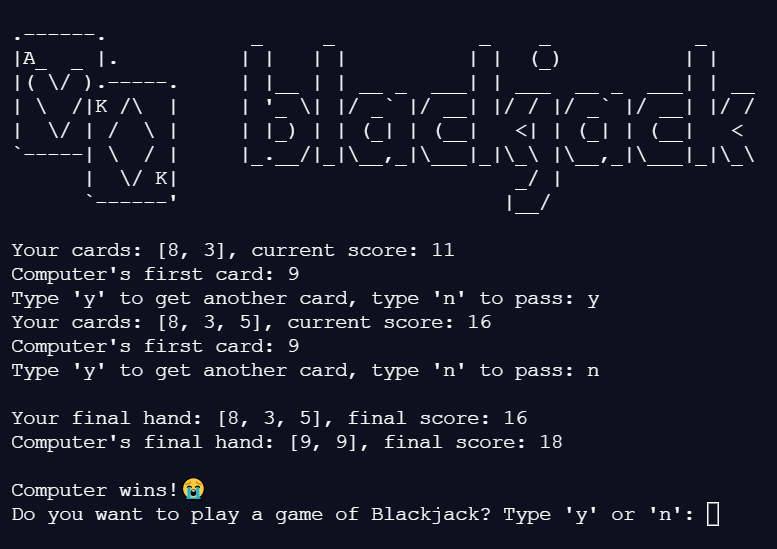 .------.            _     _            _    _            _
|A_  _ |.          | |   | |          | |  (_)          | |
|( \/ ).-----.     | |__ | | __ _  ___| | ___  __ _  ___| | __
| \  /|K /\  |     | '_ \| |/ _` |/ __| |/ / |/ _` |/ __| |/ /
|  \/ | /  \ |     | |_) | | (_| | (__|   <| | (_| | (__|   <
`-----| \  / |     |_.__/|_|\__,_|\___|_|\_\ |\__,_|\___|_|\_\
      |  \/ K|                            _/ |
      `------'                           |__/
Your cards: [8, 3], current score: 11
Computer's first card: 9
Type 'y' to get another card, type 'n' to pass: y
Your cards: [8, 3, 5], current score: 16
Computer's first card: 9
Type 'y' to get another card, type 'n' to pass: n
Your final hand: [8, 3, 5], final score: 16
Computer's final hand: [9, 9], final score: 18
Computer wins!😭
Do you want to play a game of Blackjack? Type 'y' or 'n':